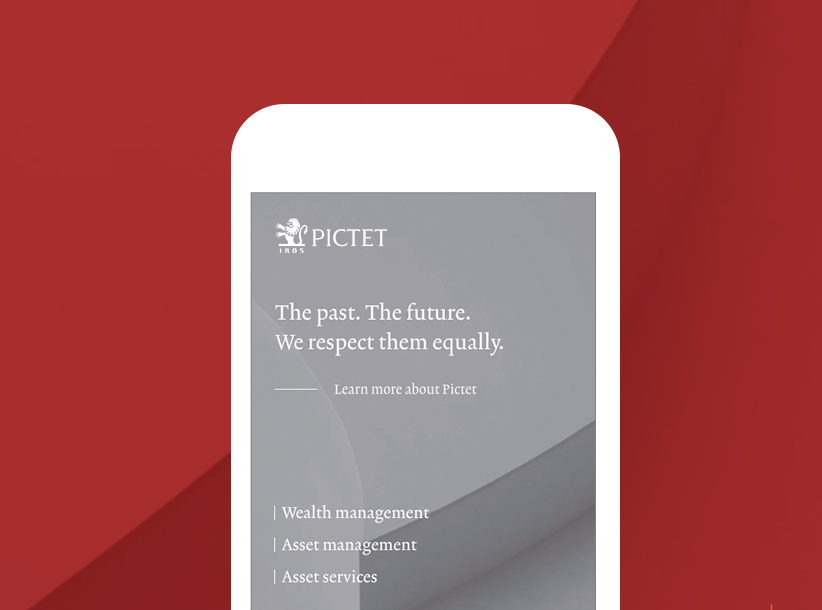 1805
PICTET
The past. The future.
We respect them equally.
Learn more about Pictet
Wealth management
Asset management
Asset services